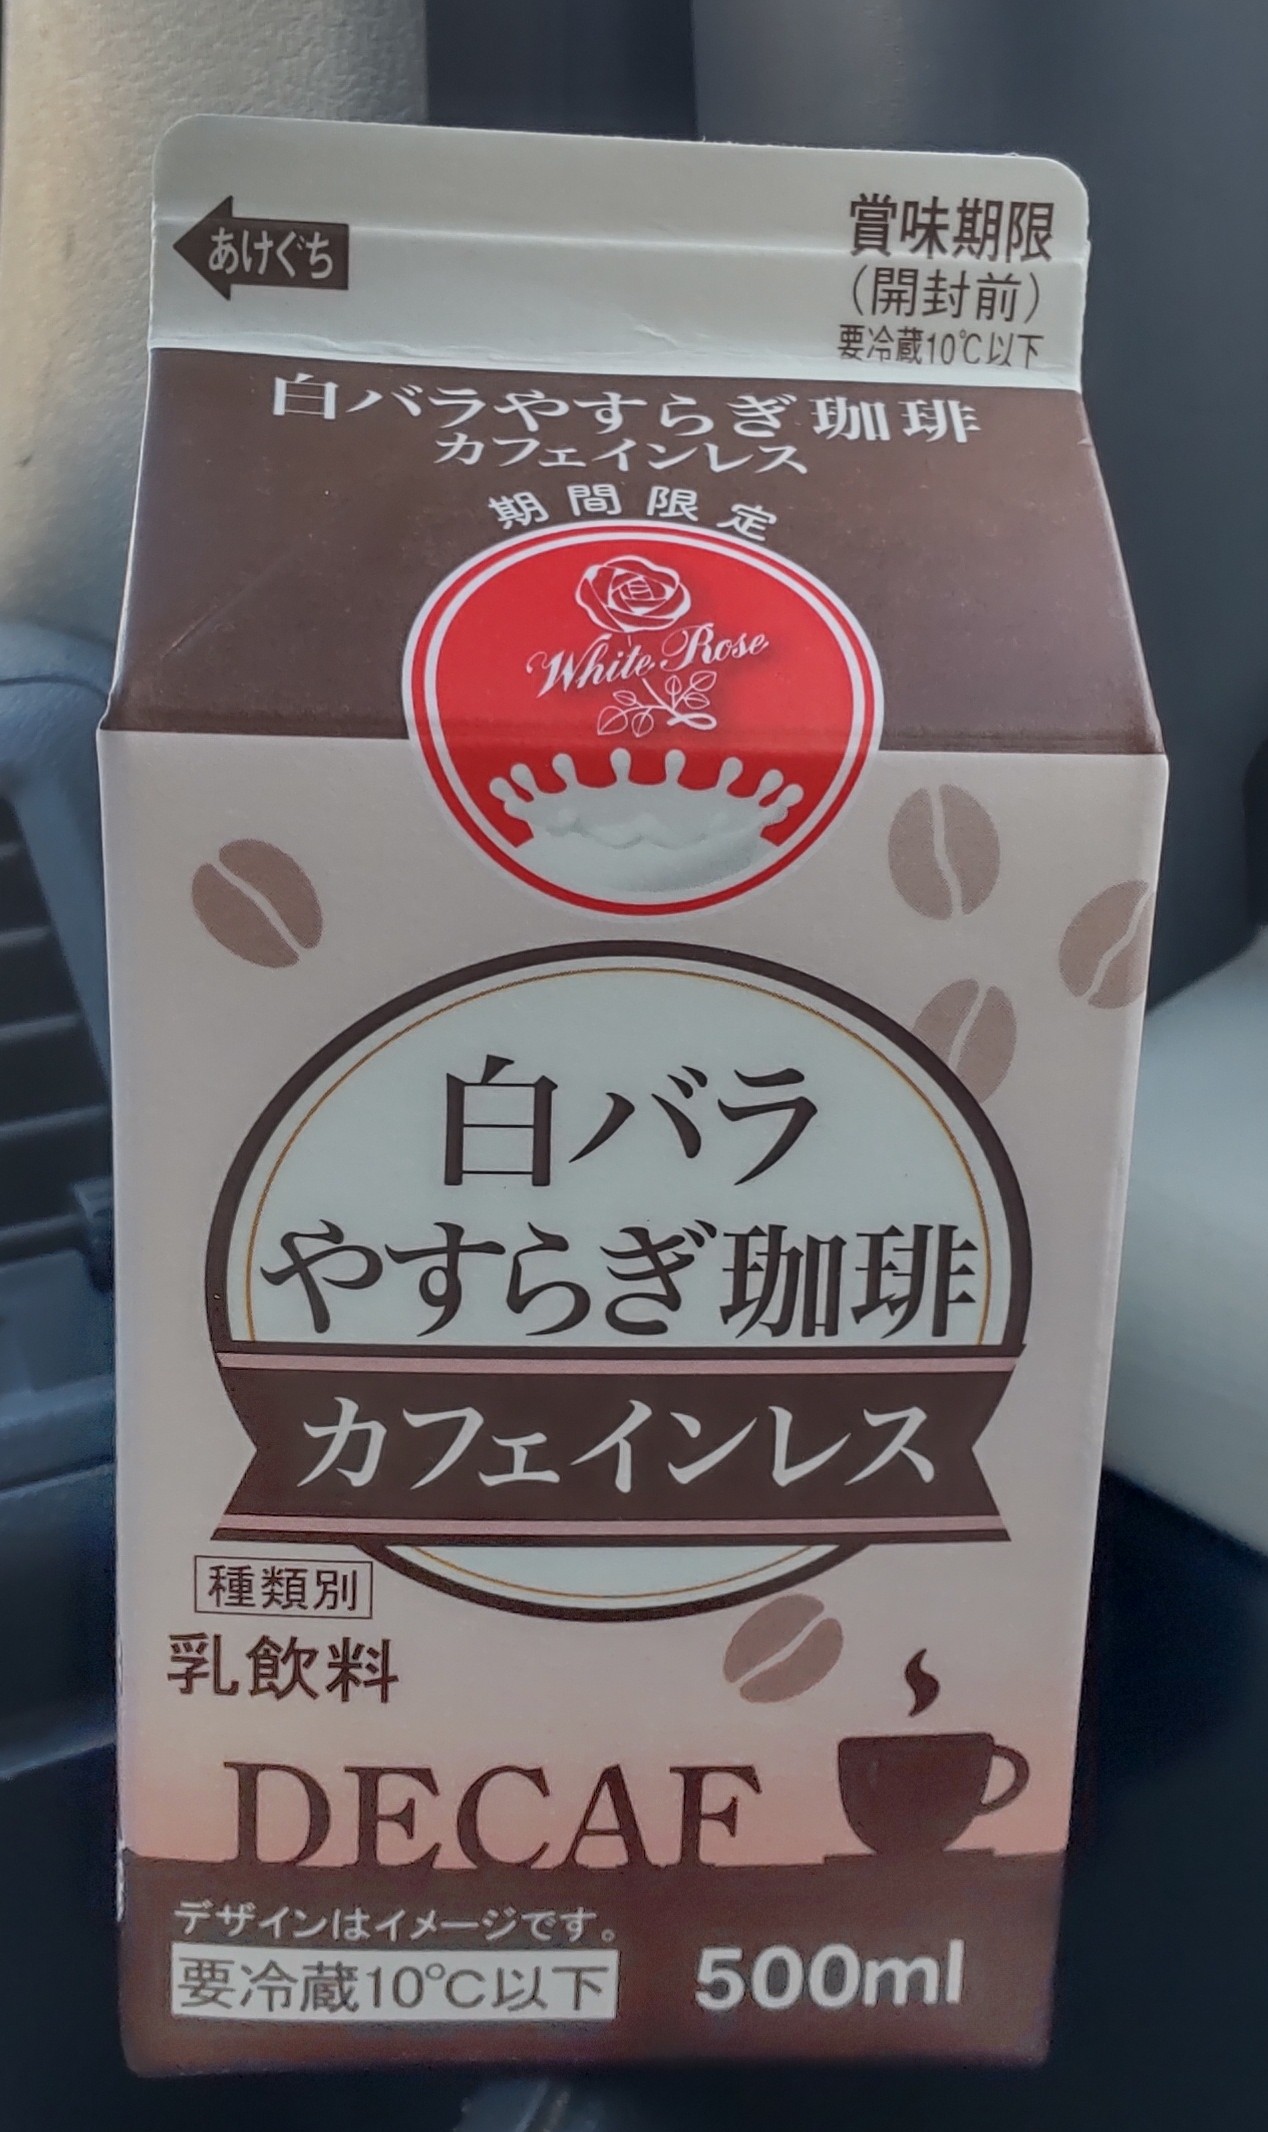 あけぐち
賞味期限
(開封前)
要冷蔵10℃以下
白バラやすらぎ珈琲
カフェインレス
期間限定
White Rose
白バラ
やすらぎ珈琲
カフェインレス
種類別
乳飲料
DECAF
デザインはイメージです。
要冷蔵10℃以下
500ml